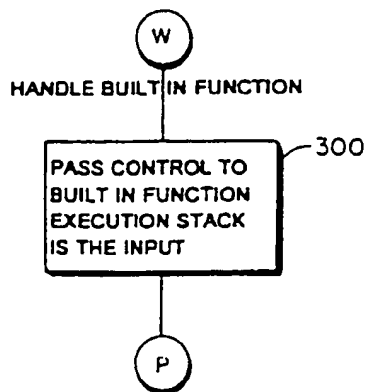 W
HANDLE BUILT IN FUNCTION
300
PASS CONTROL TO
BUILT IN FUNCTION
EXECUTION STACK
IS THE INPUT
P